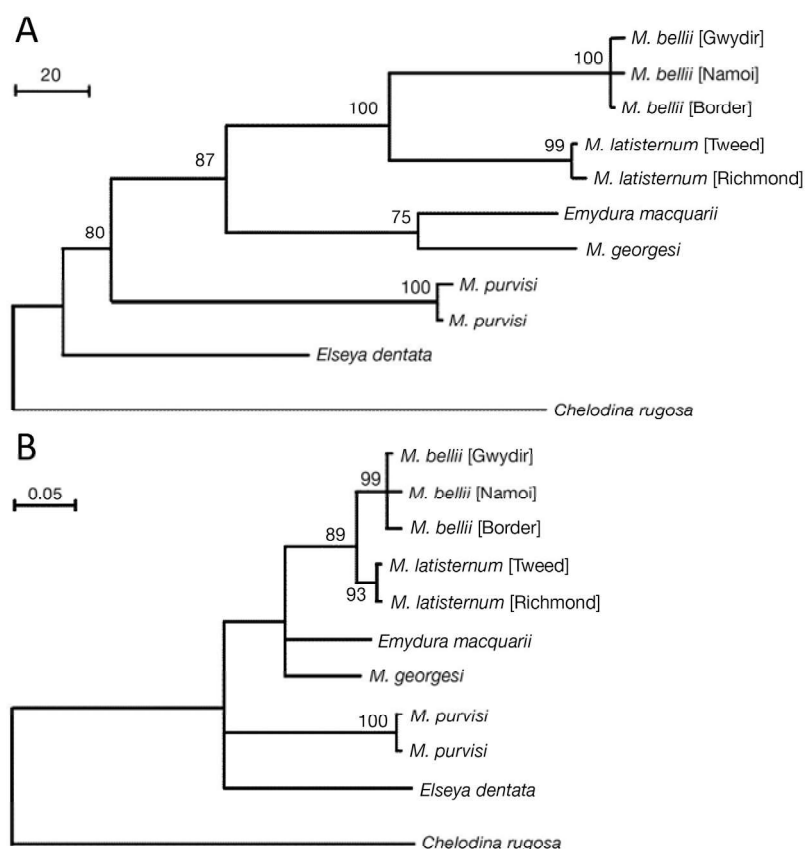 A
20
100
M. bellii [Gwydir]
M. bellii [Namoi]
M. bellii [Border]
100
99
M. latisternum [Tweed]
M. latisternum [Richmond]
87
75
Emydura macquarii
M. georgesi
80
100
M. purvisi
M. purvisi
Elseya dentata
Chelodina rugosa
B
0.05
99
M. bellii [Gwydir]
M. bellii [Namoi]
M. bellii [Border]
89
M. latisternum [Tweed]
93
M. latisternum [Richmond]
Emydura macquarii
M. georgesi
100
M. purvisi
M. purvisi
Elseya dentata
Chelodina rugosa